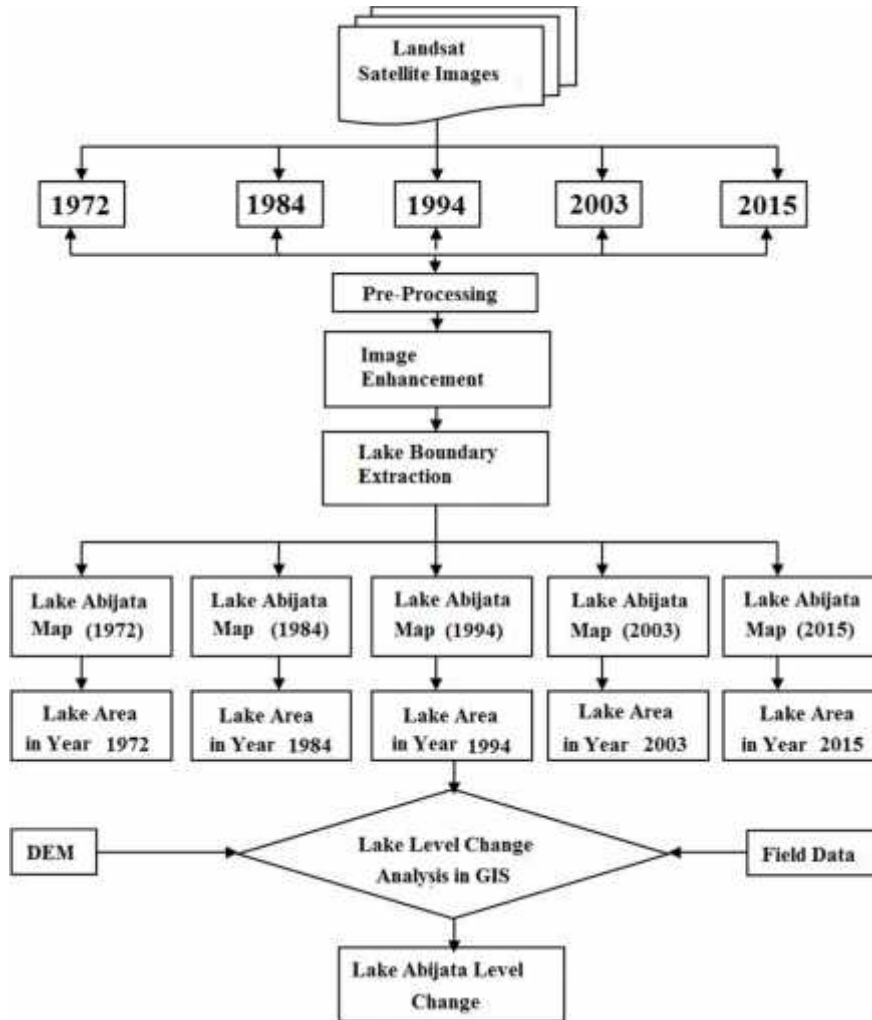 Landsat
Satellite Images
1972
1984
1994
2003
2015
Pre-Processing
Image
Enhancement
Lake Boundary
Extraction
Lake Abijata
Map (1972)
Lake Abijata
Map (1984)
Lake Abijata
Map (1994)
Lake Abijata
Map (2003)
Lake Abijata
Map (2015)
Lake Area
in Year 1972
Lake Area
in Year 1984
Lake Area
in Year 1994
Lake Area
in Year 2003
Lake Area
in Year 2015
DEM
Lake Level Change
Analysis in GIS
Field Data
Lake Abijata Level
Change